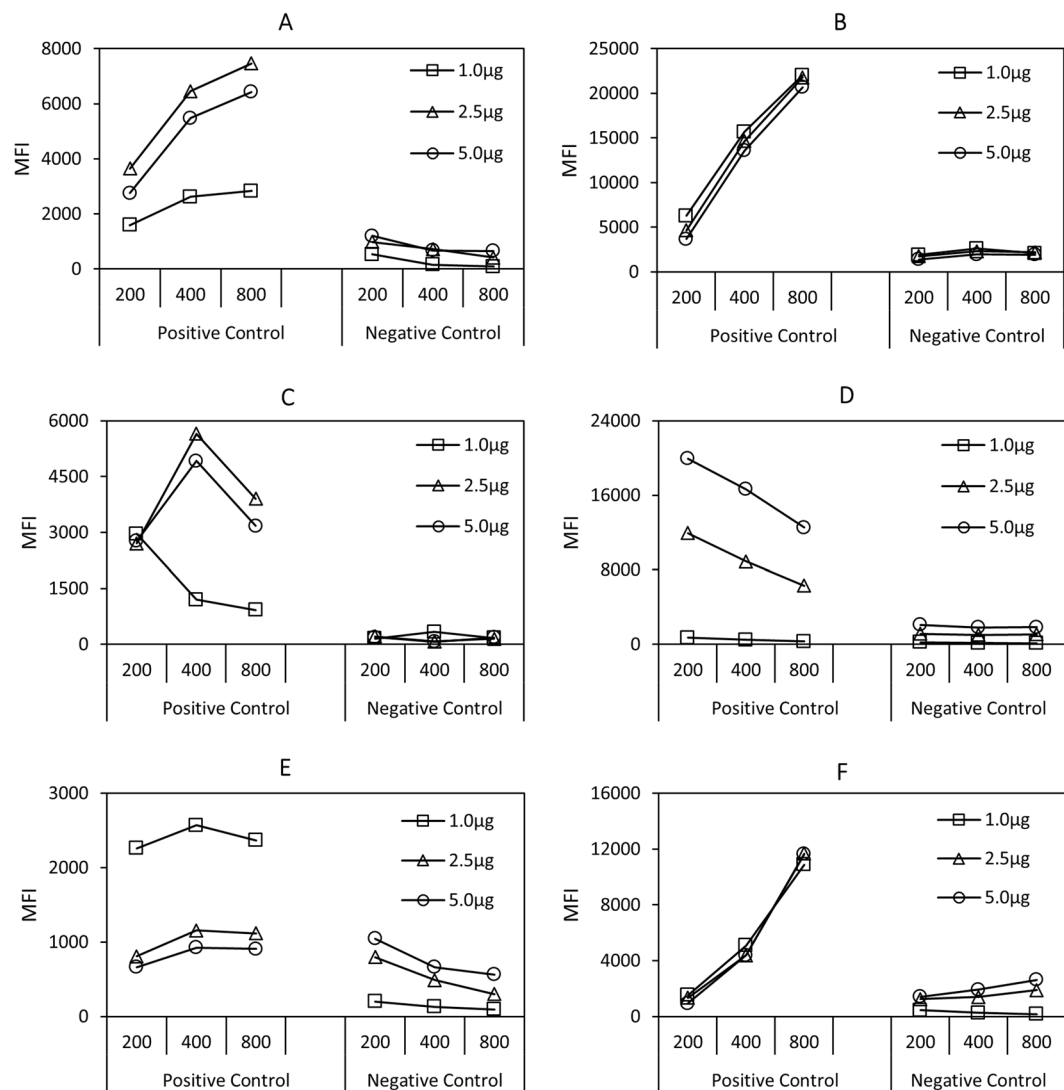 A
MFI
8000
6000
4000
2000
0
1.0µg
2.5µg
5.0µg
200 400 800 200 400 800
Positive Control Negative Control
B
MFI
25000
20000
15000
10000
5000
0
1.0µg
2.5µg
5.0µg
200 400 800 200 400 800
Positive Control Negative Control
C
MFI
6000
4500
3000
1500
0
1.0µg
2.5µg
5.0µg
200 400 800 200 400 800
Positive Control Negative Control
D
MFI
24000
16000
8000
0
1.0µg
2.5µg
5.0µg
200 400 800 200 400 800
Positive Control Negative Control
E
MFI
3000
2000
1000
0
1.0µg
2.5µg
5.0µg
200 400 800 200 400 800
Positive Control Negative Control
F
MFI
16000
12000
8000
4000
0
1.0µg
2.5µg
5.0µg
200 400 800 200 400 800
Positive Control Negative Control